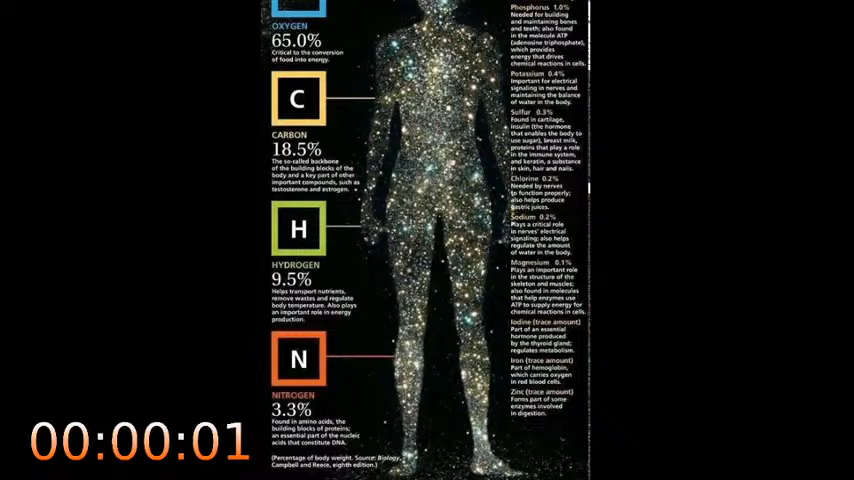 OXYGEN
65.0%
Critical to the conversion
of food into energy.
C
CARBON
18.5%
The so-called backbone
of the building blocks of the
body and a key part of other
important compounds, such as
testosterone and estrogen.
H
HYDROGEN
9.5%
Helps transport nutrients,
remove wastes and regulate
body temperature. Also plays
an important role in energy
production.
N
NITROGEN
3.3%
Found in amino acids, the
building blocks of proteins;
an essential part of the nucleic
acids that constitute DNA.
(Percentage of body weight. Source: Biology,
Campbell and Reece, eighth edition.)
Phosphorus 1.0%
Needed for building
and maintaining bones
and teeth; also found
in the molecule ATP
(adenosine triphosphate),
which provides
energy that drives
chemical reactions in cells.
Potassium 0.4%
Important for electrical
signaling in nerves and
maintaining the balance
of water in the body.
Sulfur 0.3%
Found in cartilage,
insulin (the hormone
that enables the body to
use sugar), breast milk,
proteins that play a role
in the immune system,
and keratin, a substance
in skin, hair and nails.
Chlorine 0.2%
Needed by nerves
to function properly;
also helps produce
gastric juices.
Sodium 0.2%
Plays a critical role
in nerves' electrical
signaling; also helps
regulate the amount
of water in the body.
Magnesium 0.1%
Plays an important role
in the structure of the
skeleton and muscles;
also found in molecules
that help enzymes use
ATP to supply energy for
chemical reactions in cells.
Iodine (trace amount)
Part of an essential
hormone produced
by the thyroid gland;
regulates metabolism.
Iron (trace amount)
Part of hemoglobin,
which carries oxygen
in red blood cells.
Zinc (trace amount)
Forms part of some
enzymes involved
in digestion.
00:00:01